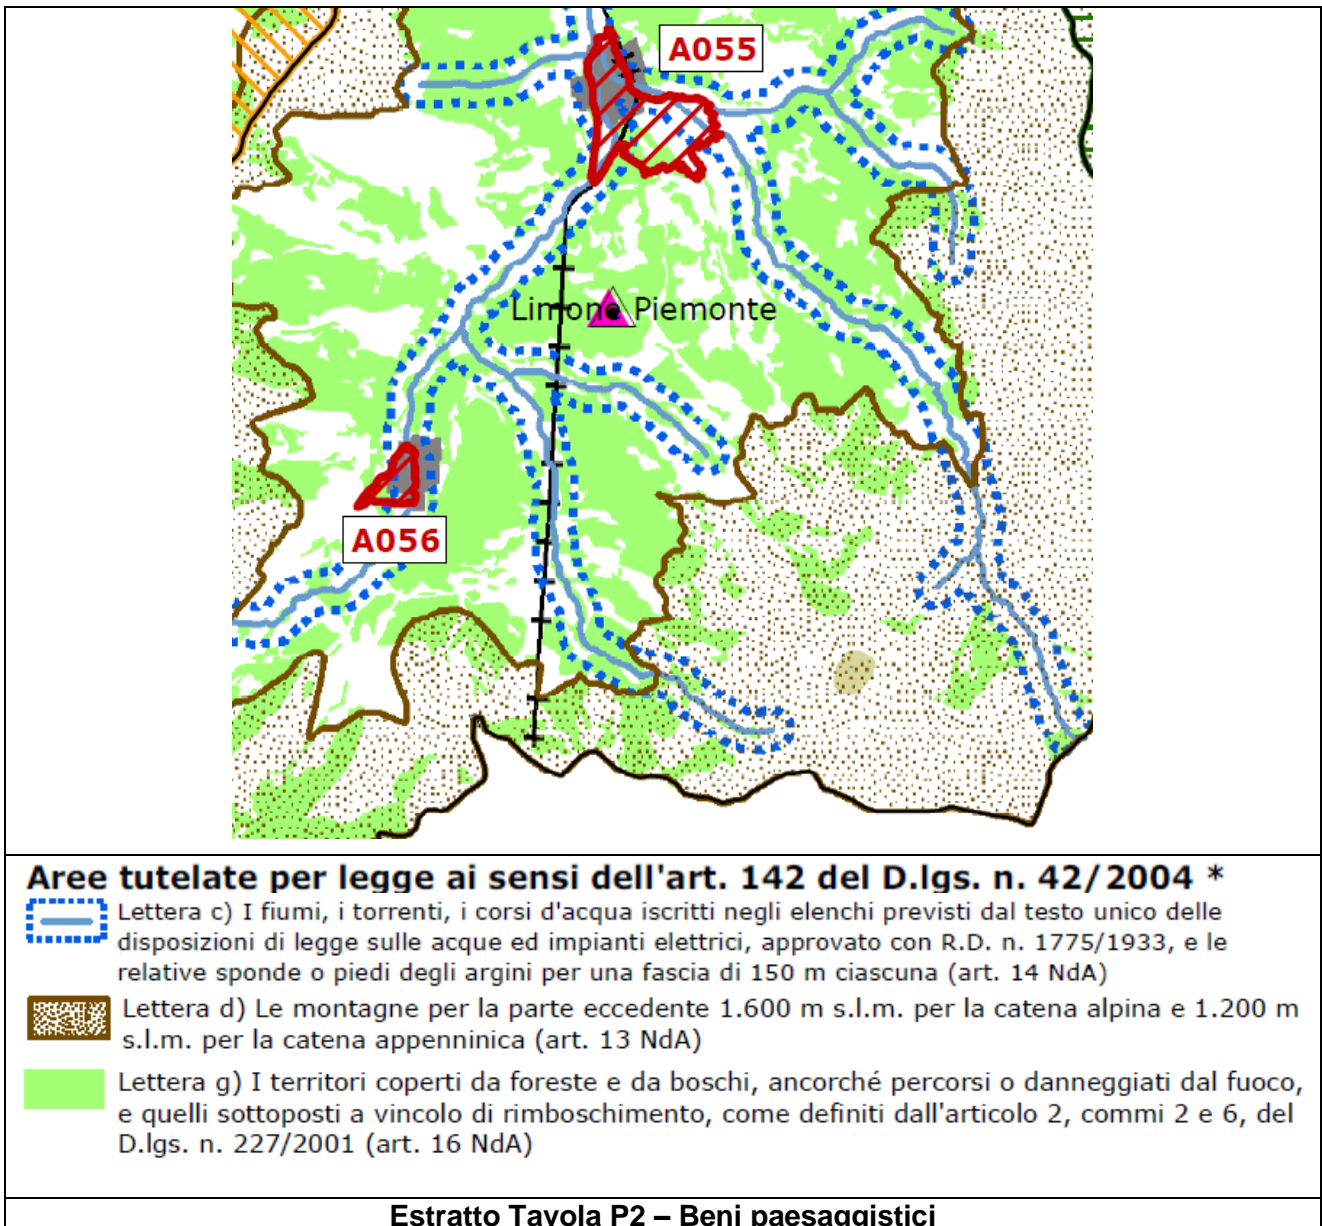 A055
Limone Piemonte
A056
Aree tutelate per legge ai sensi dell'art. 142 del D.lgs. n. 42/2004 *
Lettera c) I fiumi, i torrenti, i corsi d'acqua iscritti negli elenchi previsti dal testo unico delle
disposizioni di legge sulle acque ed impianti elettrici, approvato con R.D. n. 1775/1933, e le
relative sponde o piedi degli argini per una fascia di 150 m ciascuna (art. 14 NdA)
Lettera d) Le montagne per la parte eccedente 1.600 m s.l.m. per la catena alpina e 1.200 m
s.l.m. per la catena appenninica (art. 13 NdA)
Lettera g) I territori coperti da foreste e da boschi, ancorché percorsi o danneggiati dal fuoco,
e quelli sottoposti a vincolo di rimboschimento, come definiti dall'articolo 2, commi 2 e 6, del
D.lgs. n. 227/2001 (art. 16 NdA)
Estratto Tavola P2 – Beni paesaggistici